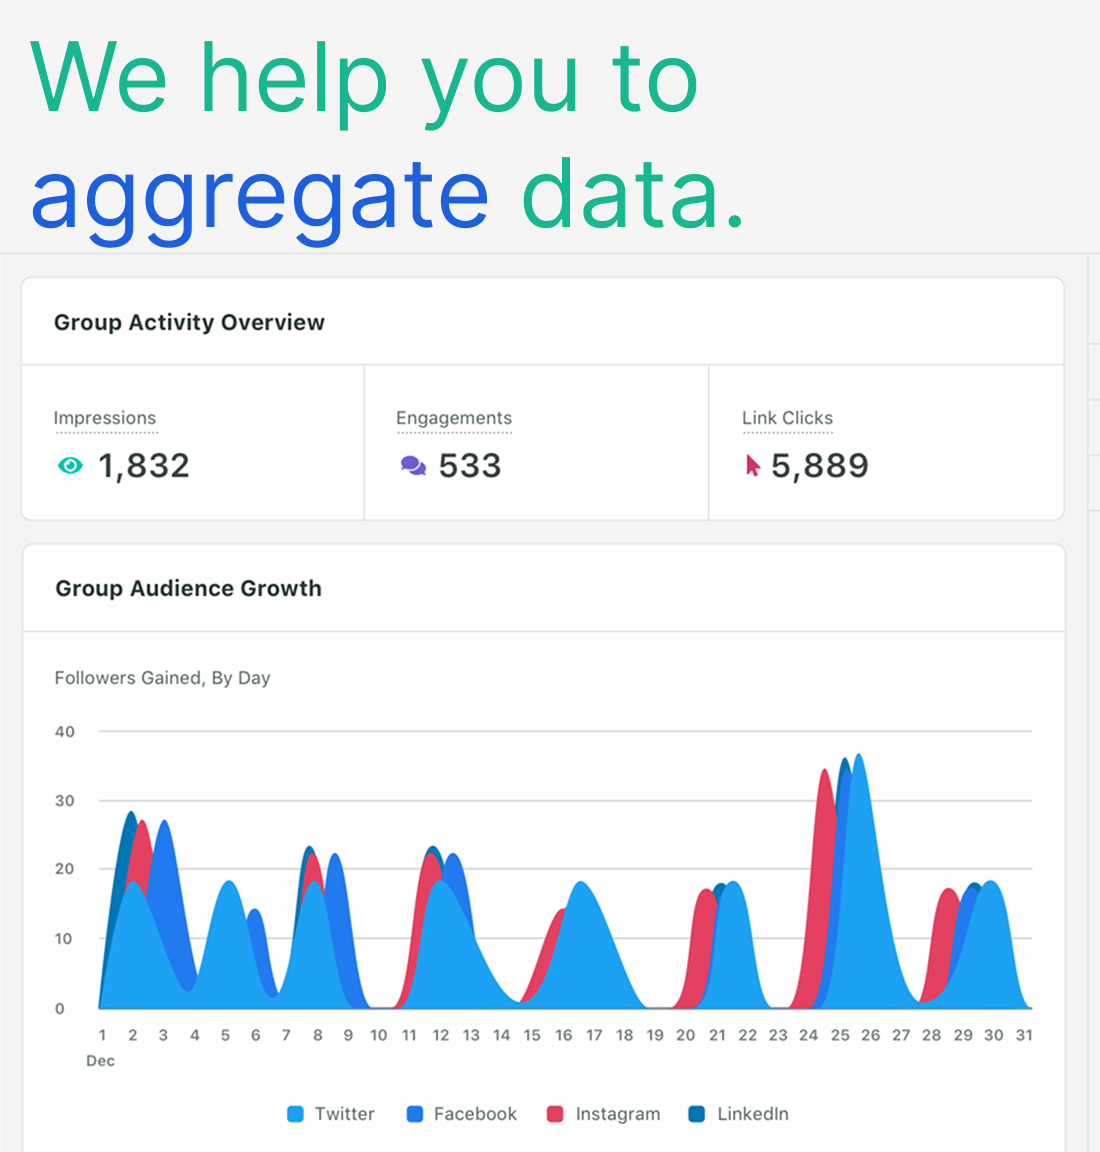 We help you to
aggregate data.
Group Activity Overview
Impressions Engagements Link Clicks
1,832 533 5,889
Group Audience Growth
Followers Gained, By Day
40
30
20
10
0
1 2 3 4 5 6 7 8 9 10 11 12 13 14 15 16 17 18 19 20 21 22 23 24 25 26 27 28 29 30 31
Dec
Twitter Facebook Instagram LinkedIn